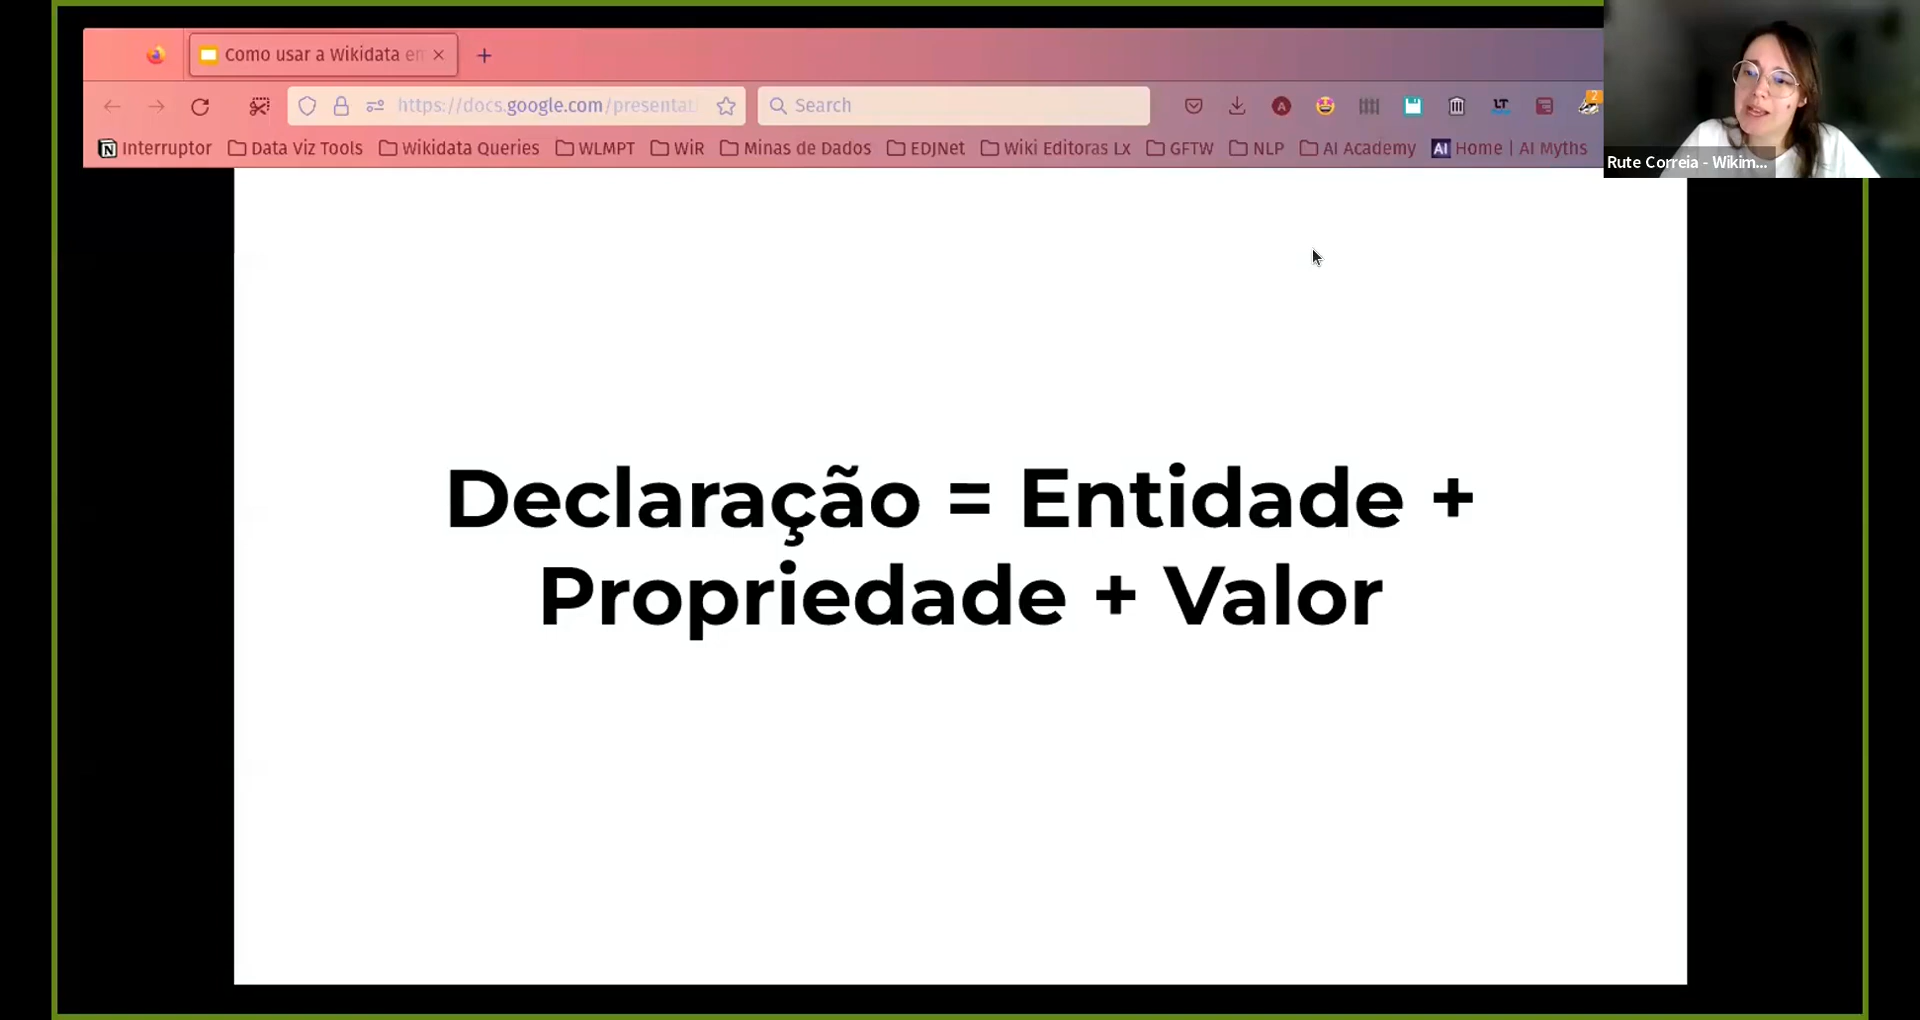 Como usar a Wikidata em
https://docs.google.com/presentat
Search
Interruptor Data Viz Tools Wikidata Queries WLMPT WiR Minas de Dados EDJNet Wiki Editoras Lx GFTW NLP AI Academy AI Home | AI Myths
Rute Correia - Wikim...
Declaração = Entidade +
Propriedade + Valor